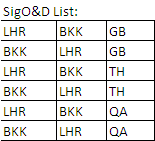 SigO&D List:
LHR BKK GB
BKK LHR GB
LHR BKK TH
BKK LHR TH
LHR BKK QA
BKK LHR QA